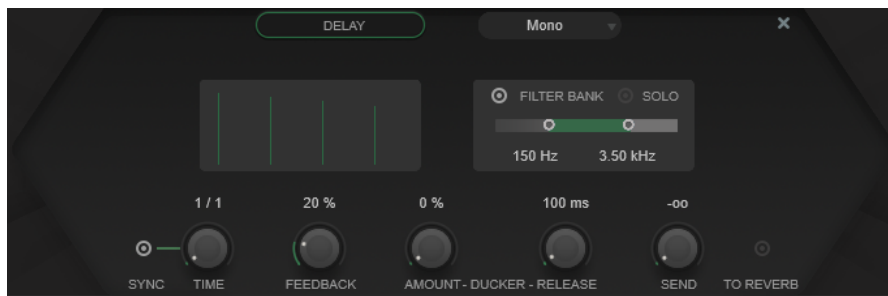 DELAY Mono
FILTER BANK SOLO
150 Hz 3.50 kHz
1 / 1 20 % 0 % 100 ms -oo
SYNC TIME FEEDBACK AMOUNT - DUCKER - RELEASE SEND TO REVERB